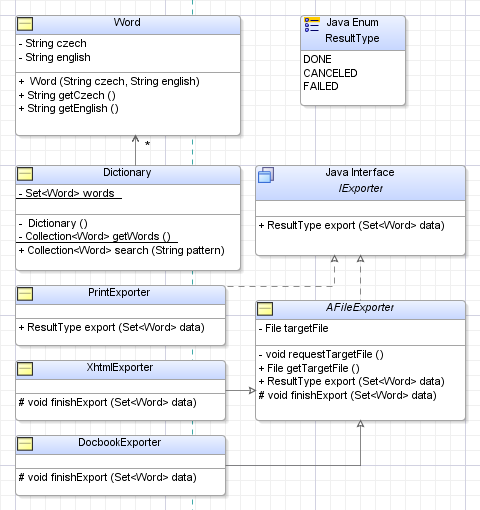 Word
- String czech
- String english
+ Word (String czech, String english)
+ String getCzech ()
+ String getEnglish ()
Java Enum
ResultType
DONE
CANCELED
FAILED
*
Dictionary
- Set<Word> words
- Dictionary ()
- Collection<Word> getWords ()
+ Collection<Word> search (String pattern)
Java Interface
IExporter
+ ResultType export (Set<Word> data)
PrintExporter
+ ResultType export (Set<Word> data)
AFileExporter
- File targetFile
- void requestTargetFile ()
+ File getTargetFile ()
+ ResultType export (Set<Word> data)
# void finishExport (Set<Word> data)
XhtmlExporter
# void finishExport (Set<Word> data)
DocbookExporter
# void finishExport (Set<Word> data)